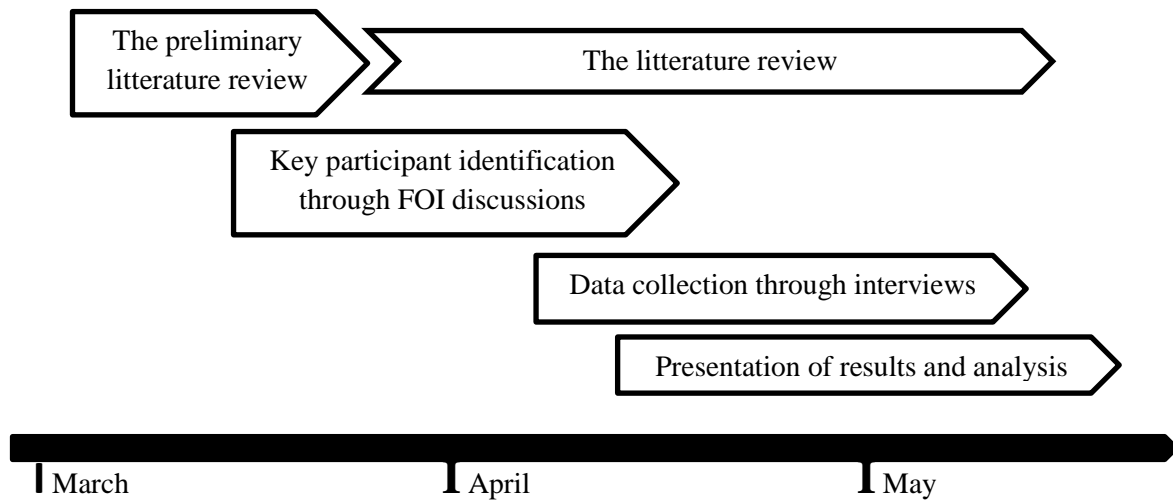 The preliminary
litterature review
The litterature review
Key participant identification
through FOI discussions
Data collection through interviews
Presentation of results and analysis
March
April
May